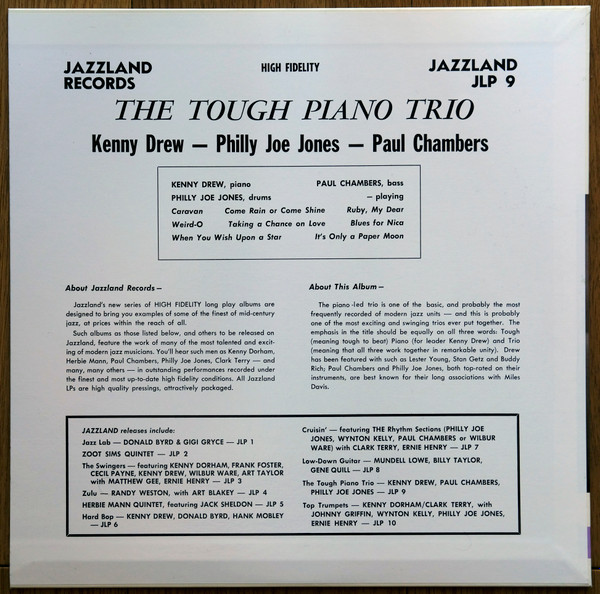 JAZZLAND RECORDS
HIGH FIDELITY
JAZZLAND JLP 9
THE TOUGH PIANO TRIO
Kenny Drew — Philly Joe Jones — Paul Chambers
KENNY DREW, piano PAUL CHAMBERS, bass
PHILLY JOE JONES, drums — playing
Caravan Come Rain or Come Shine Ruby, My Dear
Weird-O Taking a Chance on Love Blues for Nica
When You Wish Upon a Star It's Only a Paper Moon
About Jazzland Records—
Jazzland's new series of HIGH FIDELITY long play albums are
designed to bring you examples of some of the finest of mid-century
jazz, at prices within the reach of all.
Such albums as those listed below, and others to be released on
Jazzland, feature the work of many of the most talented and excit-
ing of modern jazz musicians. You'll hear such men as Kenny Dorham,
Herbie Mann, Paul Chambers, Philly Joe Jones, Clark Terry — and
many, many others — in outstanding performances recorded under
the finest and most up-to-date high fidelity conditions. All Jazzland
LPs are high quality pressings, attractively packaged.
About This Album—
The piano-led trio is one of the basic, and probably the most
frequently recorded of modern jazz units — and this is probably
one of the most exciting and swinging trios ever put together. The
emphasis in the title should be equally on all three words: Tough
(meaning tough to beat) Piano (for leader Kenny Drew) and Trio
(meaning that all three work together in remarkable unity). Drew
has been featured with such as Lester Young, Stan Getz and Buddy
Rich; Paul Chambers and Philly Joe Jones, both top-rated on their
instruments, are best known for their long associations with Miles
Davis.
JAZZLAND releases include:
Jazz Lab — DONALD BYRD & GIGI GRYCE — JLP 1
ZOOT SIMS QUINTET — JLP 2
The Swingers — featuring KENNY DORHAM, FRANK FOSTER,
CECIL PAYNE, KENNY DREW, WILBUR WARE, ART TAYLOR
with MATTHEW GEE, ERNIE HENRY — JLP 3
Zulu — RANDY WESTON, with ART BLAKEY — JLP 4
HERBIE MANN QUINTET, featuring JACK SHELDON — JLP 5
Hard Bop — KENNY DREW, DONALD BYRD, HANK MOBLEY
— JLP 6
Cruisin' — featuring THE Rhythm Sections (PHILLY JOE
JONES, WYNTON KELLY, PAUL CHAMBERS or WILBUR
WARE) with CLARK TERRY, ERNIE HENRY — JLP 7
Low-Down Guitar — MUNDELL LOWE, BILLY TAYLOR,
GENE QUILL — JLP 8
The Tough Piano Trio — KENNY DREW, PAUL CHAMBERS,
PHILLY JOE JONES — JLP 9
Top Trumpets — KENNY DORHAM/CLARK TERRY, with
JOHNNY GRIFFIN, WYNTON KELLY, PHILLY JOE JONES,
ERNIE HENRY — JLP 10